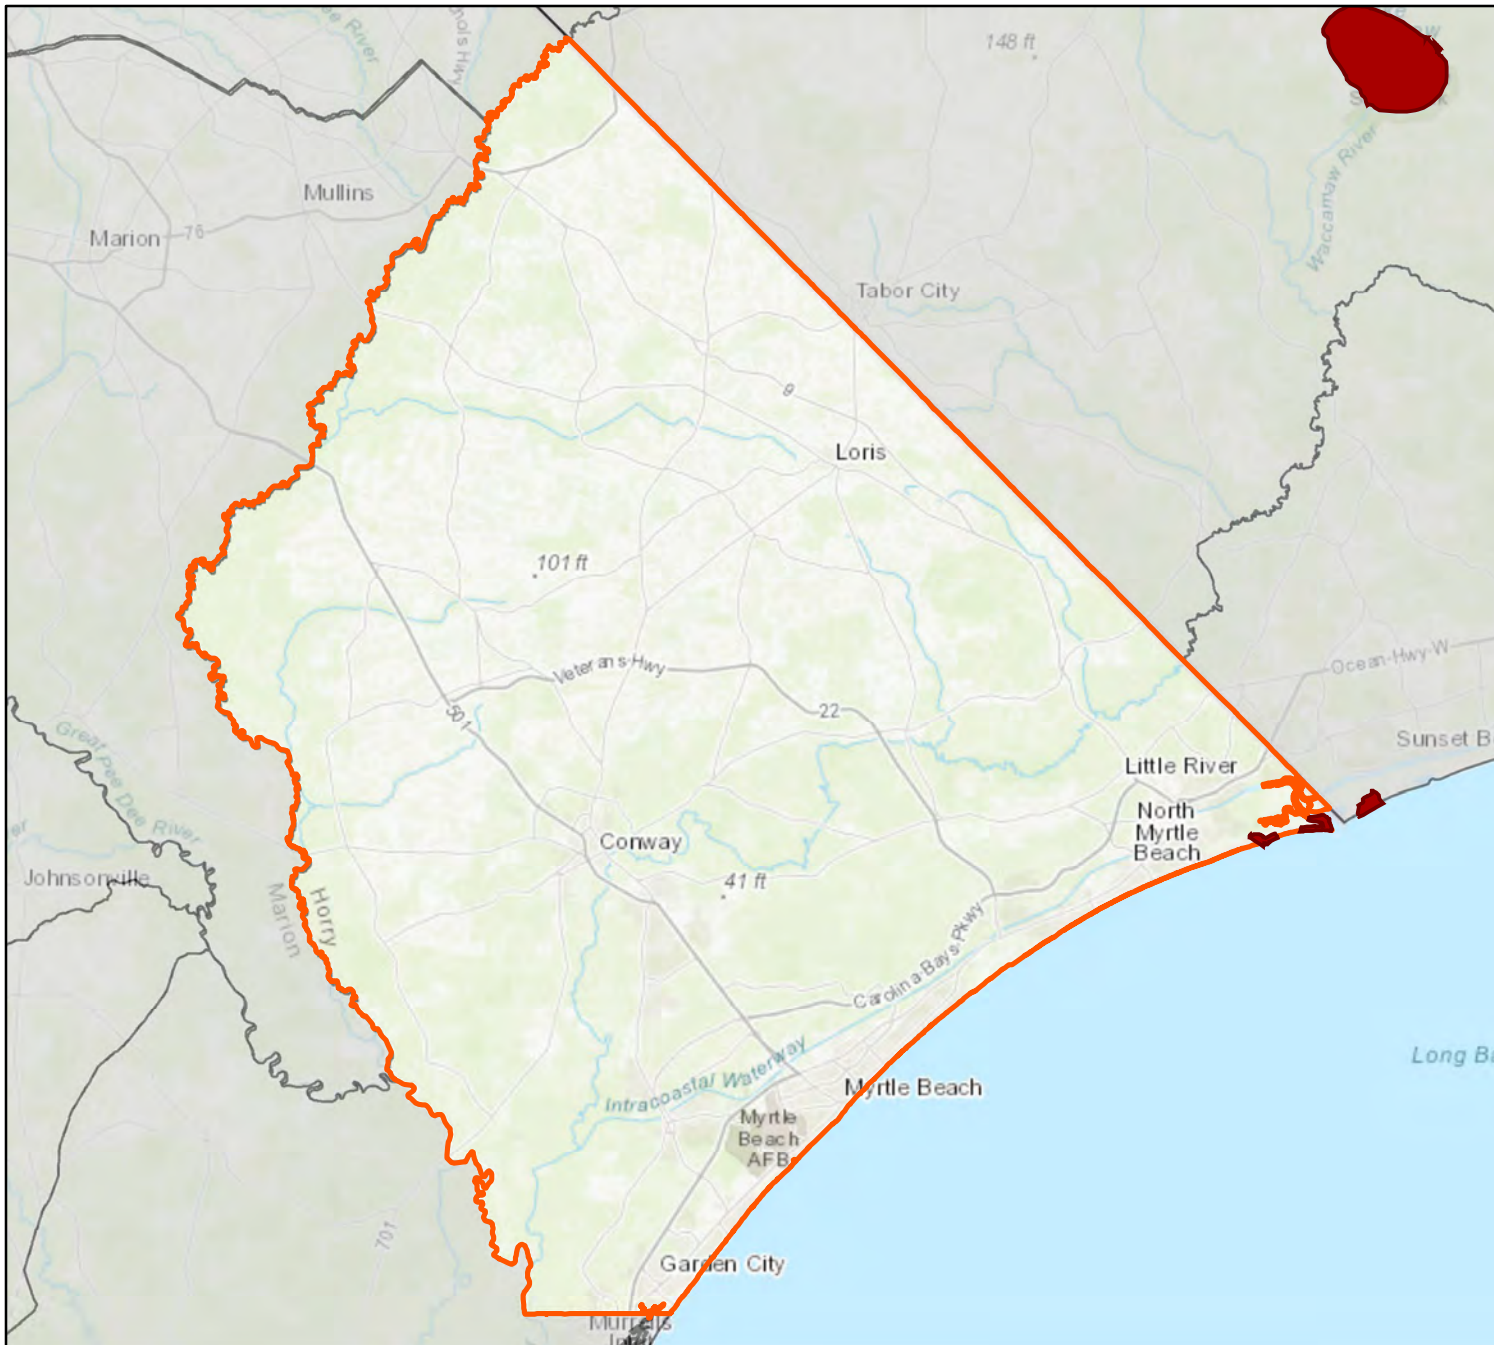 148 ft
River
Waccamaw River
Mullins
Marion
76
Tabor City
9
Loris
101 ft
Veterans Hwy
501
22
Ocean Hwy W
Great Pee Dee River
Sunset B
Little River
North
Myrtle
Beach
Conway
Johnsonville
41 ft
Horry
Marion
Carolina Bays Pkwy
Long B
Intracoastal Waterway
Myrtle Beach
Myrtle
Beach
AFB
701
Garden City
Murrells